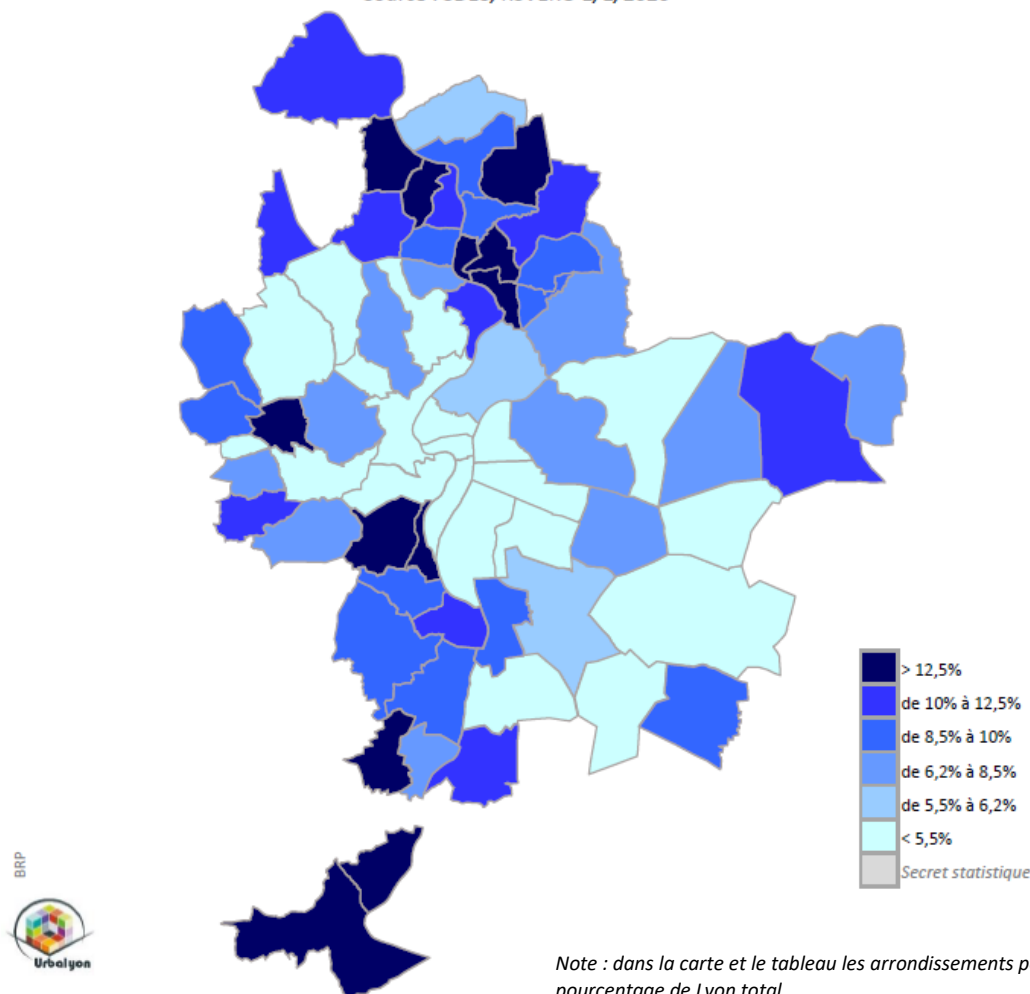 > 12,5%
de 10% à 12,5%
de 8,5% à 10%
de 6,2% à 8,5%
de 5,5% à 6,2%
< 5,5%
Secret statistique
BRP
Urbalyon
Note : dans la carte et le tableau les arrondissements p
pourcentage de Lyon total